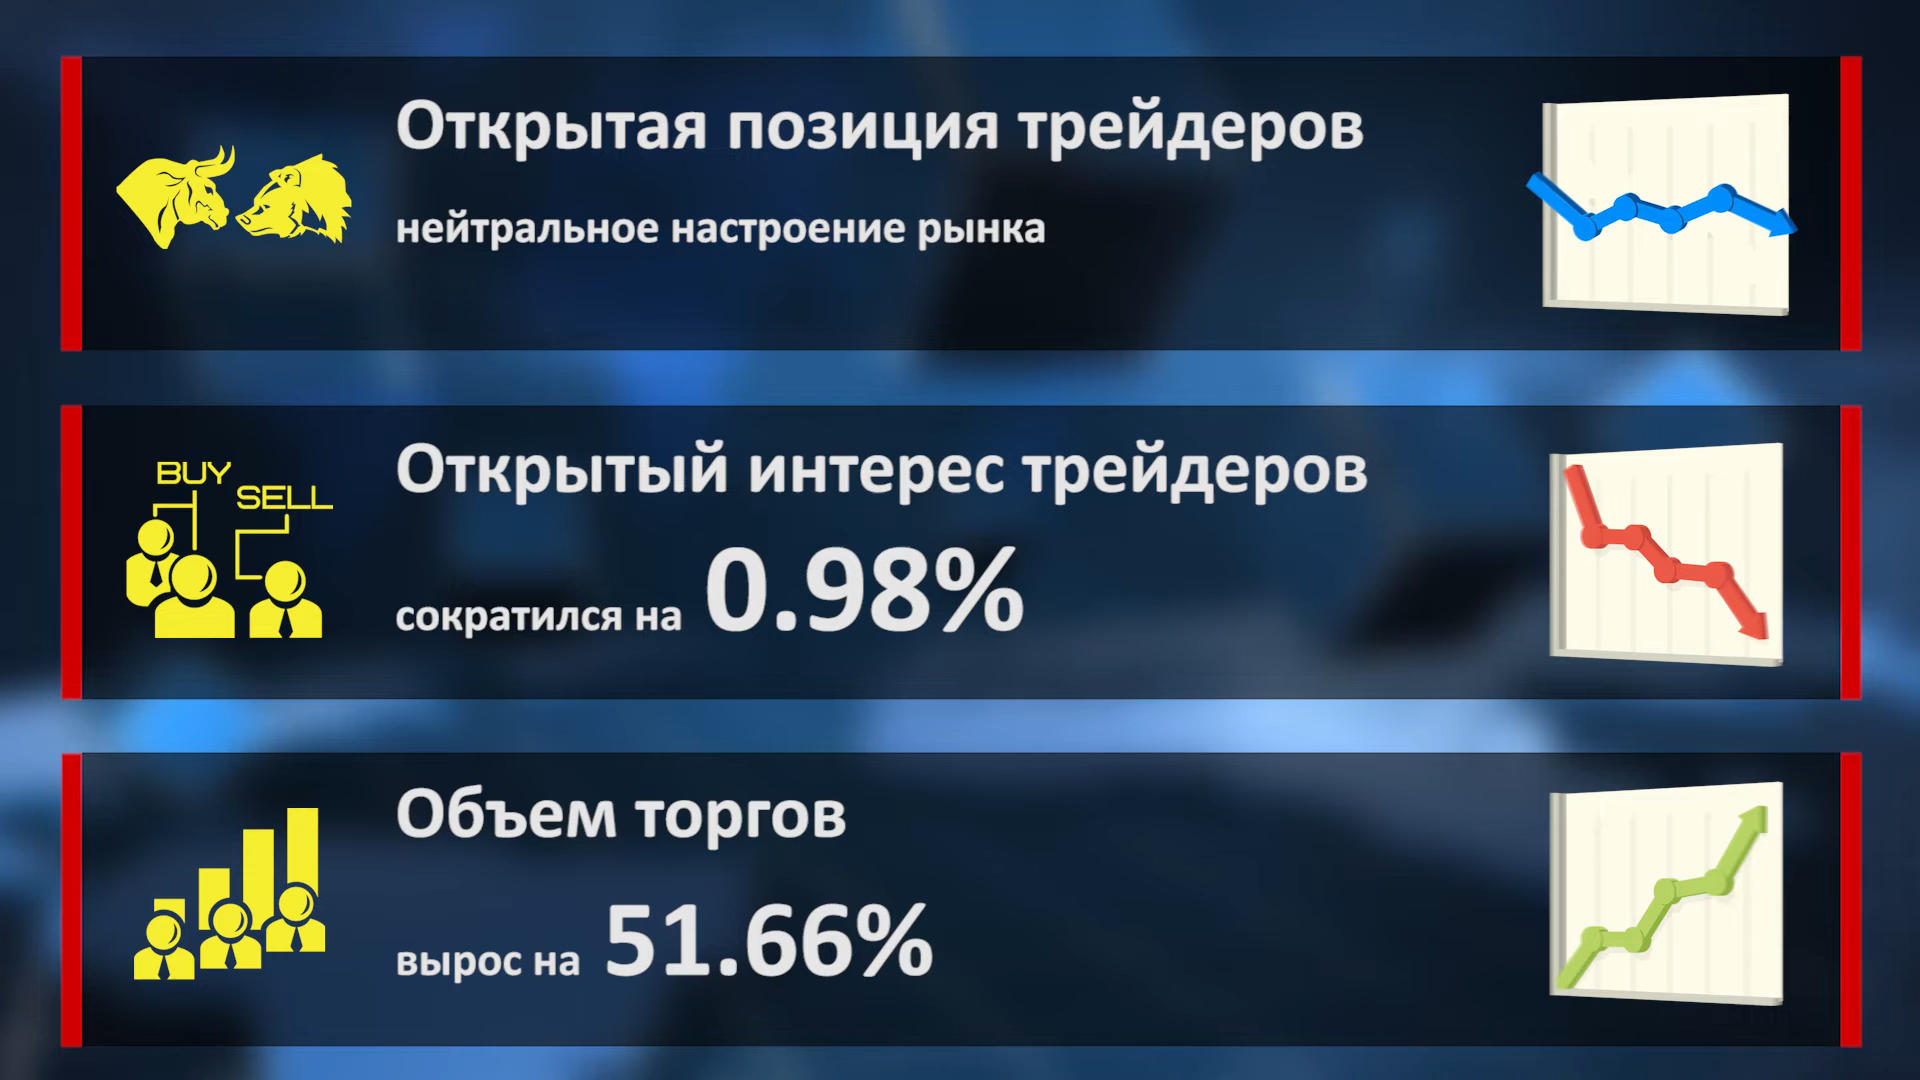 Открытая позиция трейдеров
нейтральное настроение рынка
BUY
SELL
Открытый интерес трейдеров
сократился на 0.98%
Объем торгов
вырос на 51.66%